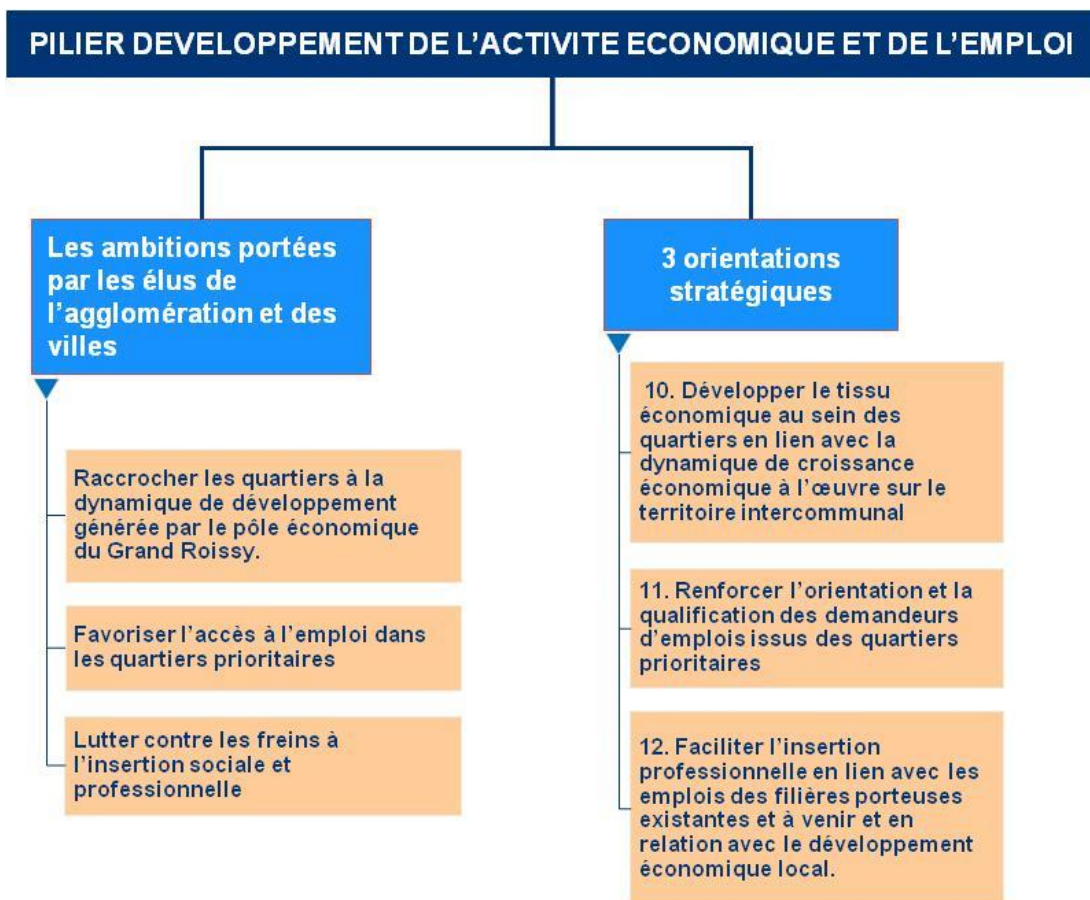 PILIER DEVELOPPEMENT DE L'ACTIVITE ECONOMIQUE ET DE L'EMPLOI
Les ambitions portées
par les élus de
l'agglomération et des
villes
Raccrocher les quartiers à la
dynamique de développement
générée par le pôle économique
du Grand Roissy.
Favoriser l'accès à l'emploi dans
les quartiers prioritaires
Lutter contre les freins à
l'insertion sociale et
professionnelle
3 orientations
stratégiques
10. Développer le tissu
économique au sein des
quartiers en lien avec la
dynamique de croissance
économique à l'œuvre sur le
territoire intercommunal
11. Renforcer l'orientation et la
qualification des demandeurs
d'emplois issus des quartiers
prioritaires
12. Faciliter l'insertion
professionnelle en lien avec les
emplois des filières porteuses
existantes et à venir et en
relation avec le développement
économique local.